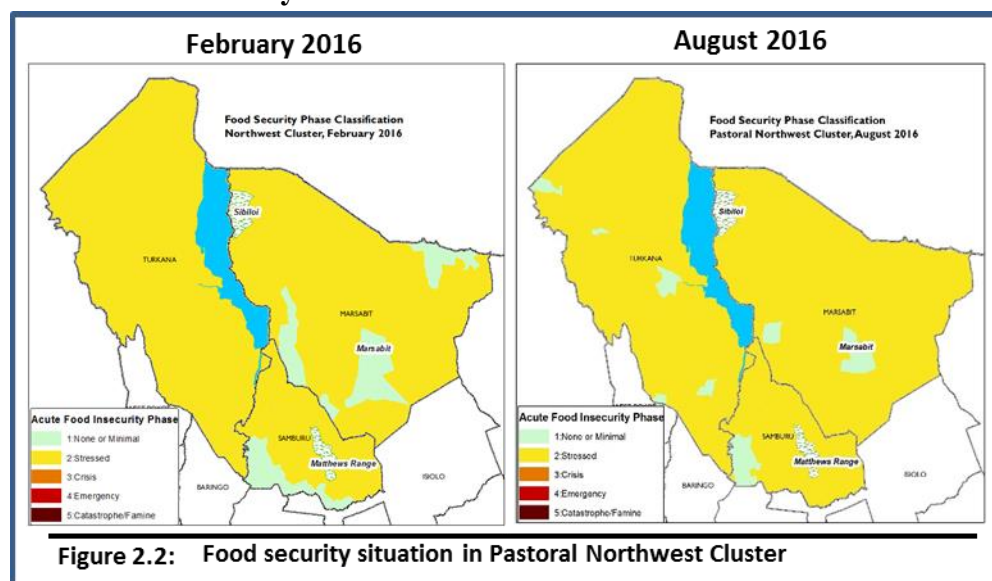 February 2016
August 2016
Food Security Phase Classification
Northwest Cluster, February 2016
Sibiloi
TURKANA
MARSABIT
Marsabit
SAMBURU
Matthews Range
BARINGO
ISIOLO
Acute Food Insecurity Phase
1:None or Minimal
2:Stressed
3:Crisis
4:Emergency
5:Catastrophe/Famine
Food Security Phase Classification
Pastoral Northwest Cluster, August 2016
Sibiloi
TURKANA
MARSABIT
Marsabit
SAMBURU
Matthews Range
BARINGO
ISIOLO
Acute Food Insecurity Phase
1:None or Minimal
2:Stressed
3:Crisis
4:Emergency
5:Catastrophe/Famine
Figure 2.2: Food security situation in Pastoral Northwest Cluster